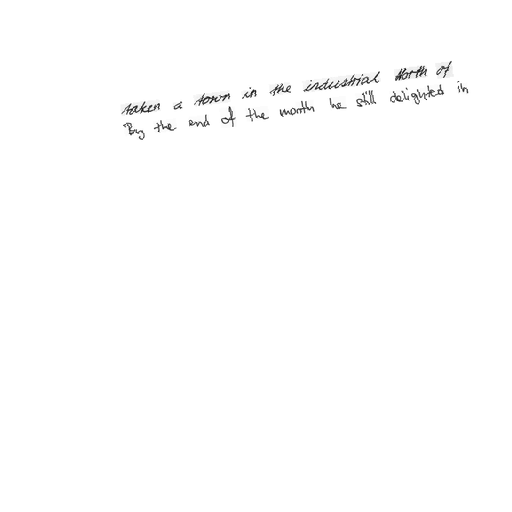 taken a town in the industrial North of
By the end of the month he still delighted in